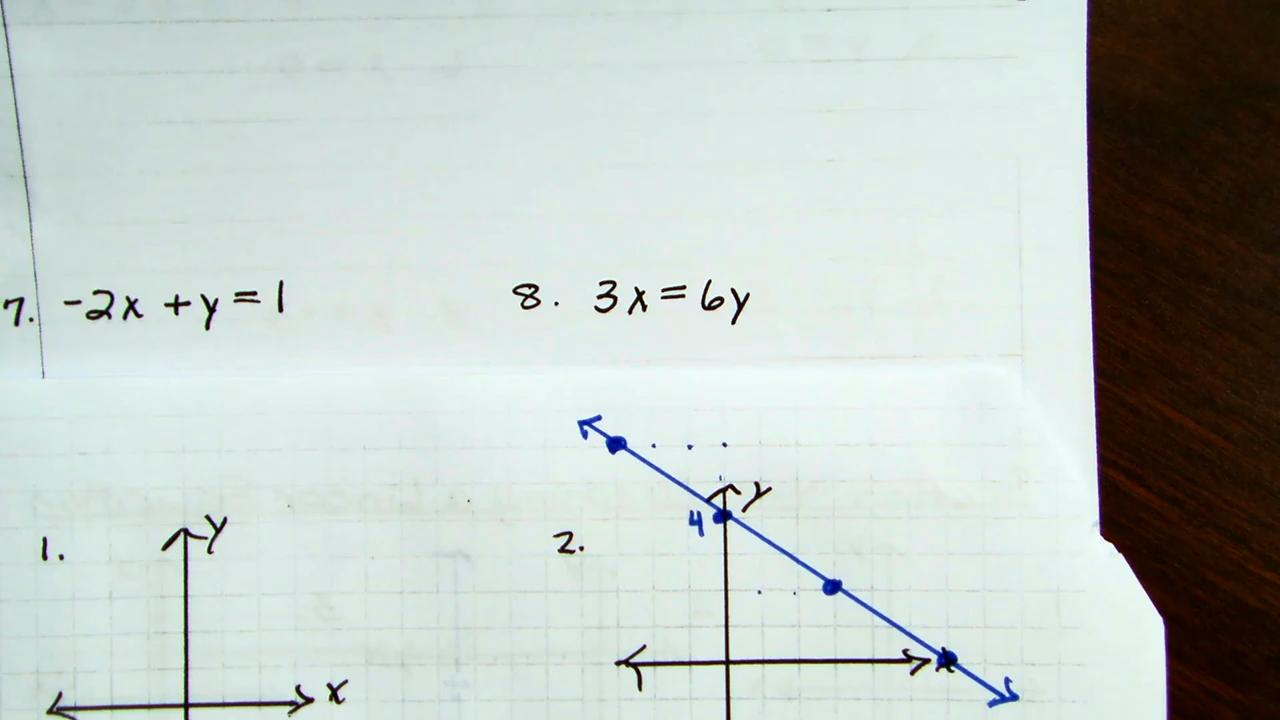 7. -2x + y = 1
8. 3x = 6y
1.
y
x
2.
y
4
x